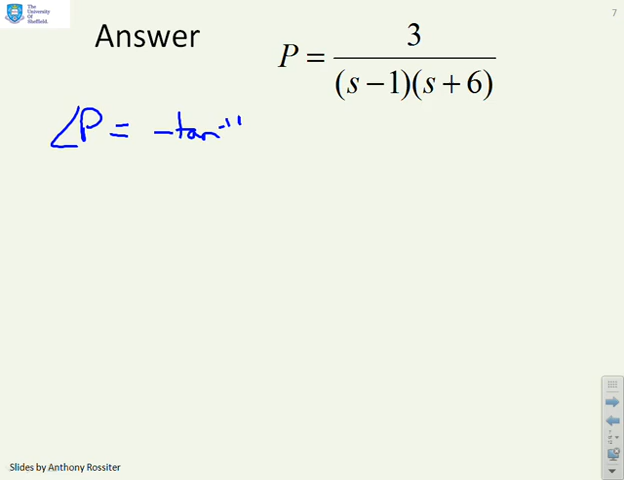 The
University
Of
Sheffield.
7
Answer
P = 3 / (s − 1)(s + 6)
∠P = −tan⁻¹
Slides by Anthony Rossiter